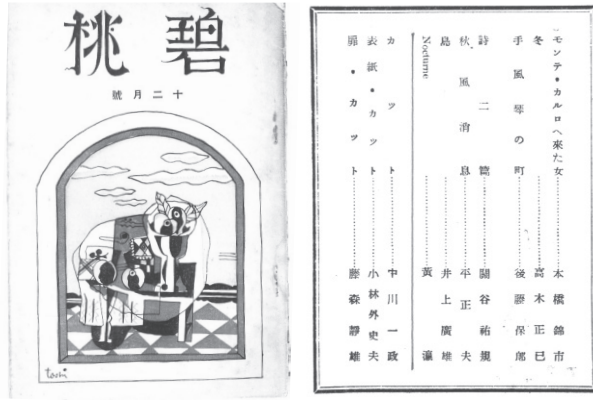 碧桃
十二月號
モンテ・カルロへ來た女……………本橋錦市
冬……………高木正巳
手風琴の町……………後藤保郎
詩二篇……………關谷祐規
秋風消息……………平正夫
島……………井上廣雄
Nocturne……………黃瀛
カット……………中川一政
表紙・カット……………小林外史夫
扉・カット……………藤森靜雄